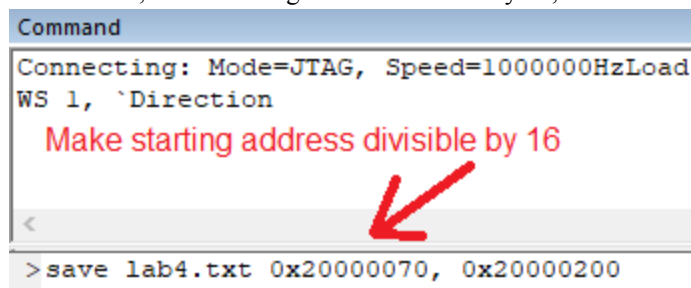 Command
Connecting: Mode=JTAG, Speed=1000000HzLoad
WS 1, `Direction
Make starting address divisible by 16
<
>save lab4.txt 0x20000070, 0x20000200